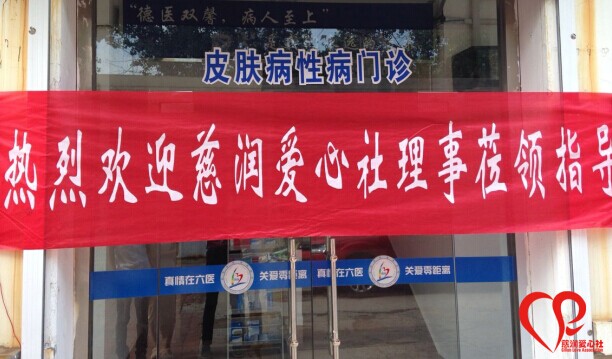 “德医双馨，病人至上”
皮肤病性病门诊
热烈欢迎慈润爱心社理事莅领指导
真情在六医 关爱零距离 真情在六医 关爱零距离
慈润爱心社